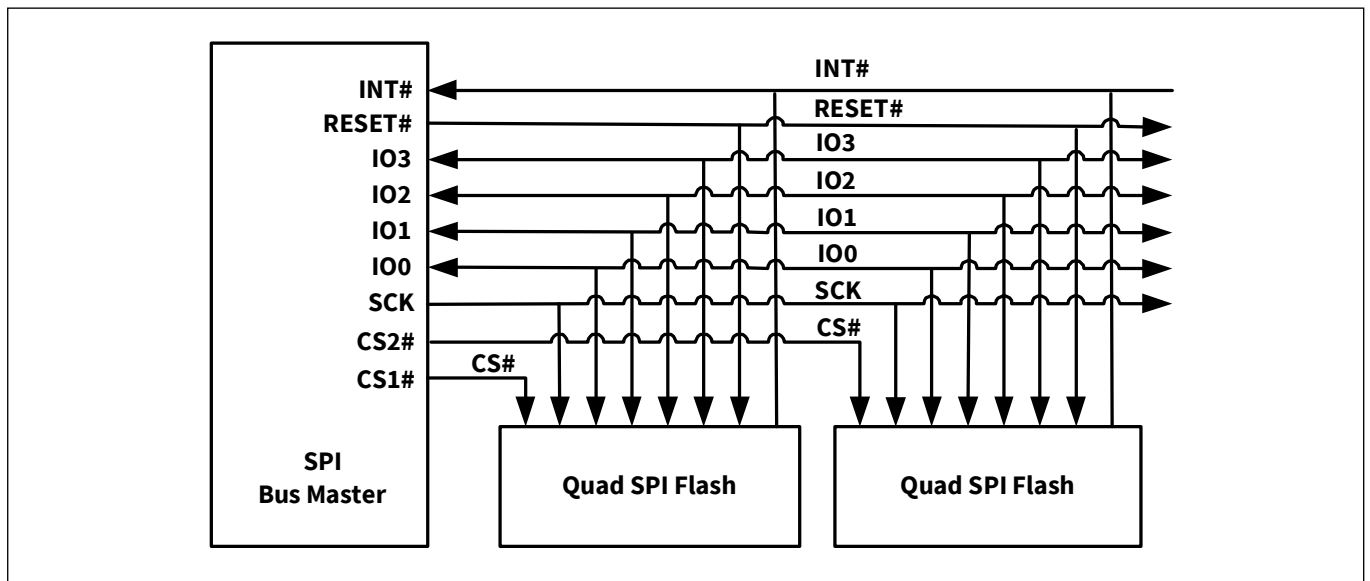 INT#
RESET#
IO3
IO2
IO1
IO0
SCK
CS2#
CS1#
SPI
Bus Master
INT#
RESET#
IO3
IO2
IO1
IO0
SCK
CS#
CS#
Quad SPI Flash
Quad SPI Flash